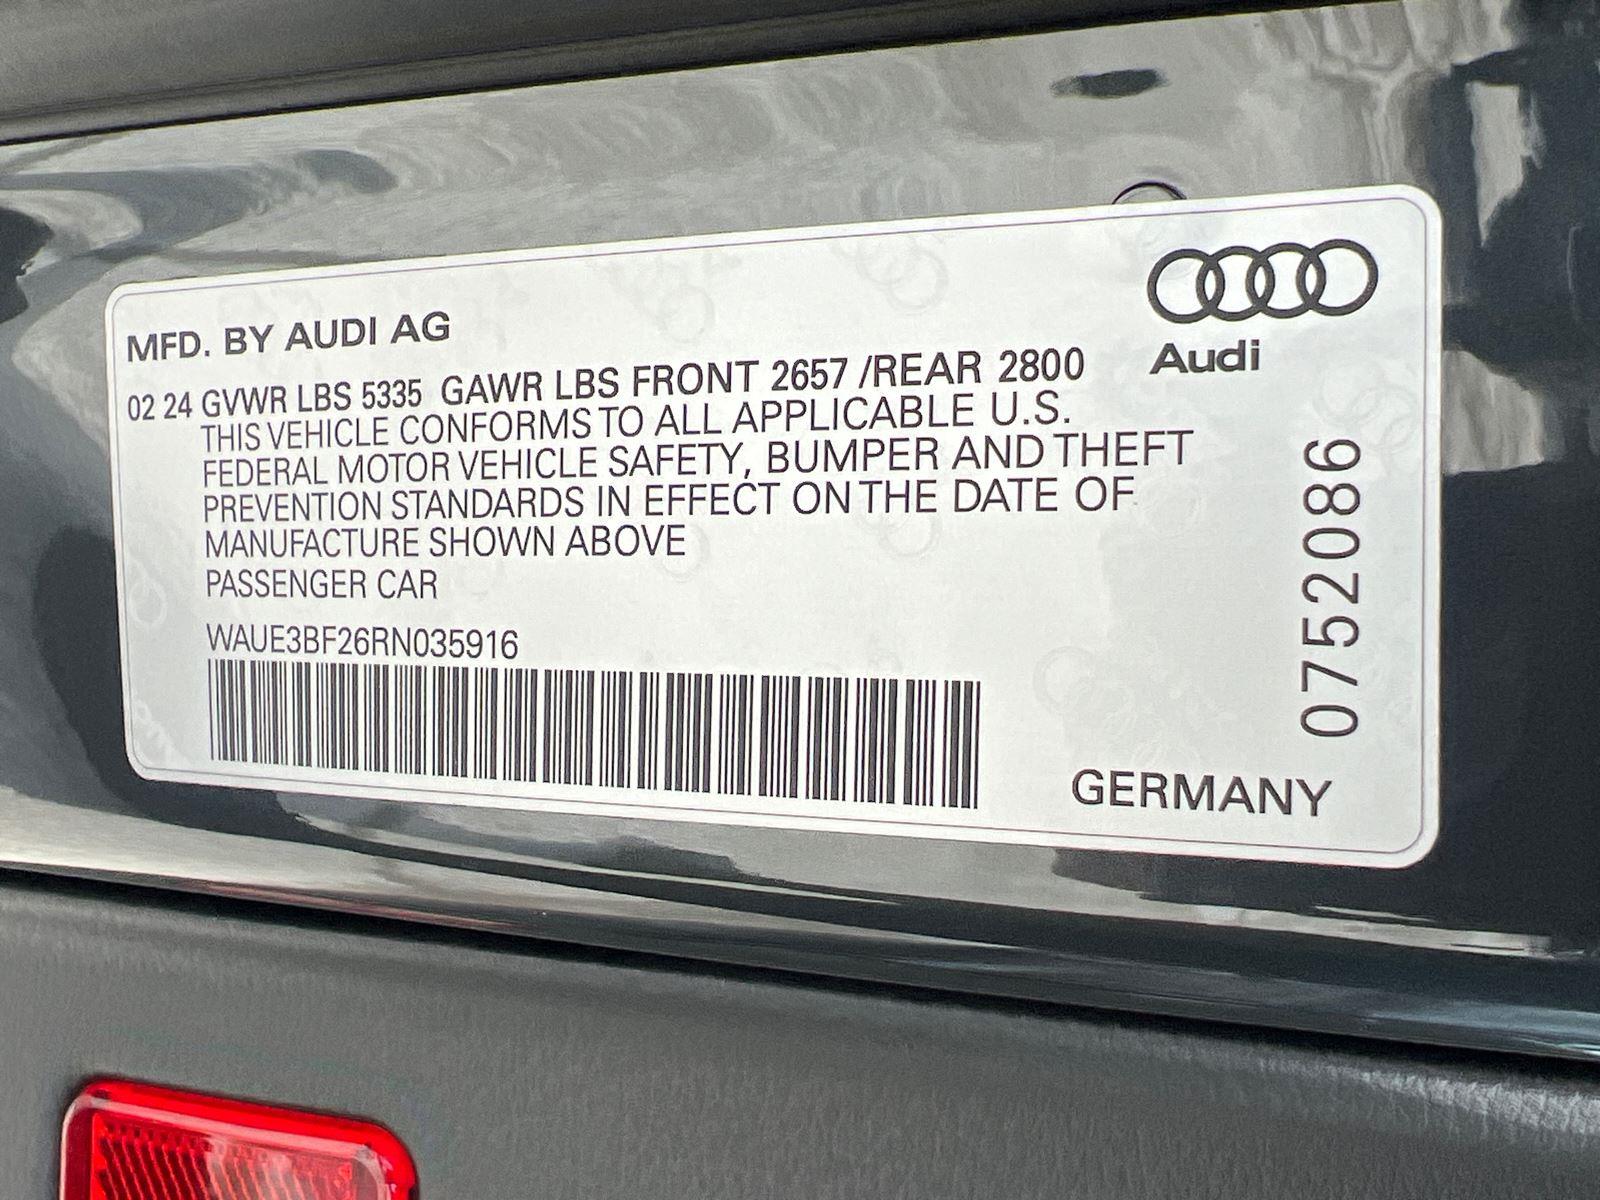 MFD. BY AUDI AG
Audi
02 24 GVWR LBS 5335 GAWR LBS FRONT 2657 /REAR 2800
THIS VEHICLE CONFORMS TO ALL APPLICABLE U.S.
FEDERAL MOTOR VEHICLE SAFETY, BUMPER AND THEFT
PREVENTION STANDARDS IN EFFECT ON THE DATE OF
MANUFACTURE SHOWN ABOVE
PASSENGER CAR
WAUE3BF26RN035916
0752086
GERMANY